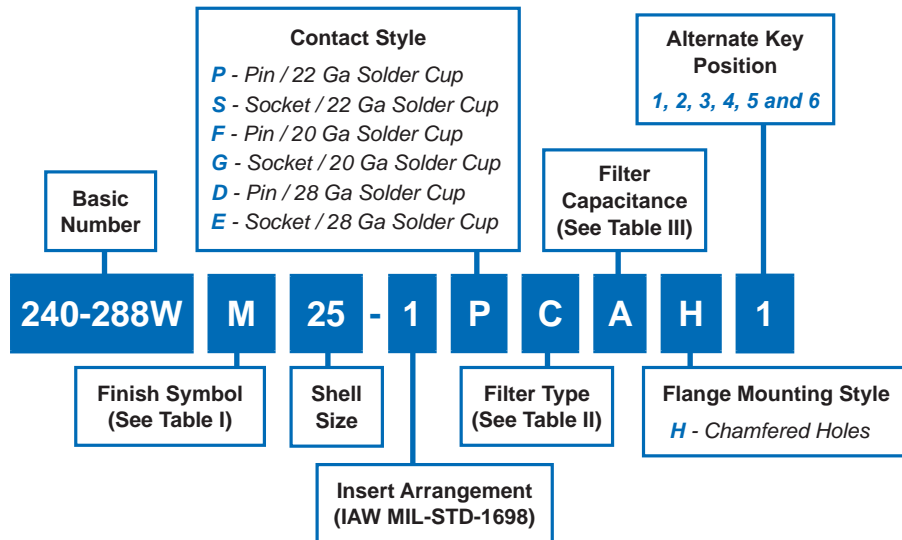 Contact Style
P - Pin / 22 Ga Solder Cup
S - Socket / 22 Ga Solder Cup
F - Pin / 20 Ga Solder Cup
G - Socket / 20 Ga Solder Cup
D - Pin / 28 Ga Solder Cup
E - Socket / 28 Ga Solder Cup
Alternate Key
Position
1, 2, 3, 4, 5 and 6
Basic
Number
Filter
Capacitance
(See Table III)
240-288W M 25 - 1 P C A H 1
Finish Symbol
(See Table I)
Shell
Size
Filter Type
(See Table II)
Flange Mounting Style
H - Chamfered Holes
Insert Arrangement
(IAW MIL-STD-1698)